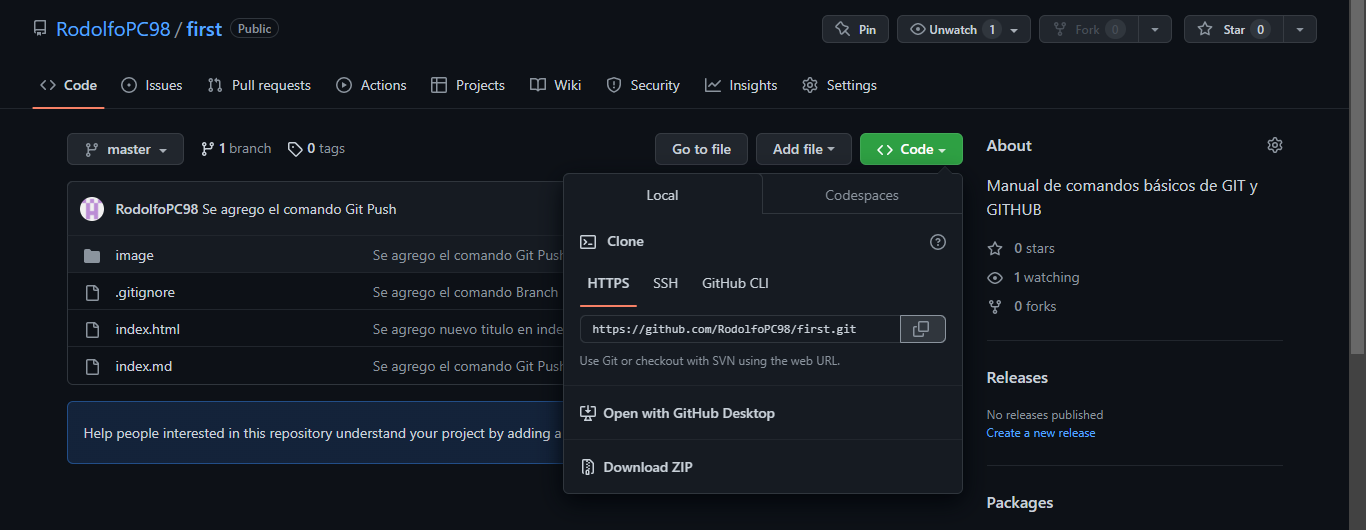 RodolfoPC98 / first Public
Pin
Unwatch 1
Fork 0
Star 0
Code
Issues
Pull requests
Actions
Projects
Wiki
Security
Insights
Settings
master
1 branch
0 tags
Go to file
Add file
Code
RodolfoPC98 Se agrego el comando Git Push
image Se agrego el comando Git Push
.gitignore Se agrego el comando Branch
index.html Se agrego nuevo titulo en inde
index.md Se agrego el comando Git Push
Help people interested in this repository understand your project by adding a
Local
Codespaces
Clone
HTTPS
SSH
GitHub CLI
https://github.com/RodolfoPC98/first.git
Use Git or checkout with SVN using the web URL.
Open with GitHub Desktop
Download ZIP
About
Manual de comandos básicos de GIT y
GITHUB
0 stars
1 watching
0 forks
Releases
No releases published
Create a new release
Packages